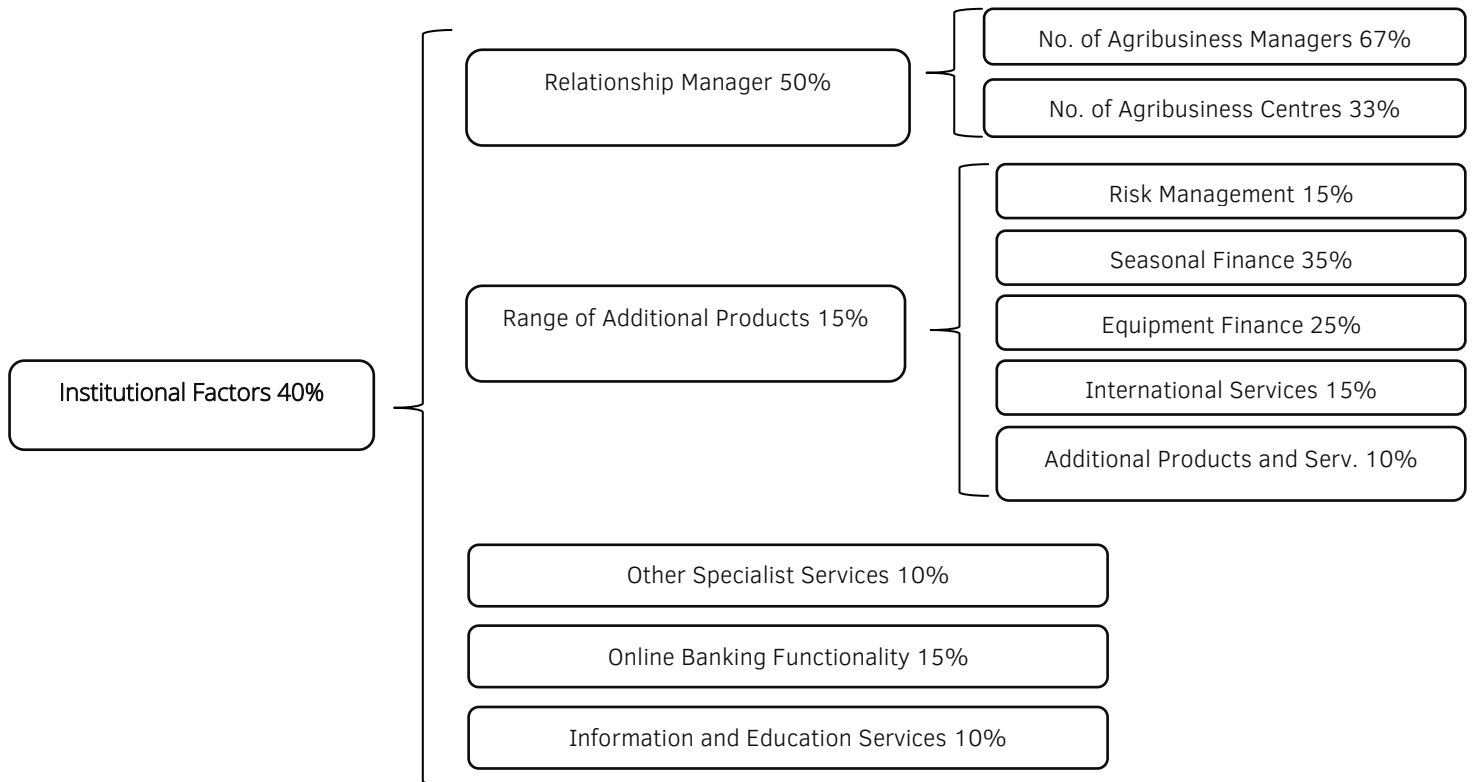 Institutional Factors 40%
Relationship Manager 50%
No. of Agribusiness Managers 67%
No. of Agribusiness Centres 33%
Range of Additional Products 15%
Risk Management 15%
Seasonal Finance 35%
Equipment Finance 25%
International Services 15%
Additional Products and Serv. 10%
Other Specialist Services 10%
Online Banking Functionality 15%
Information and Education Services 10%